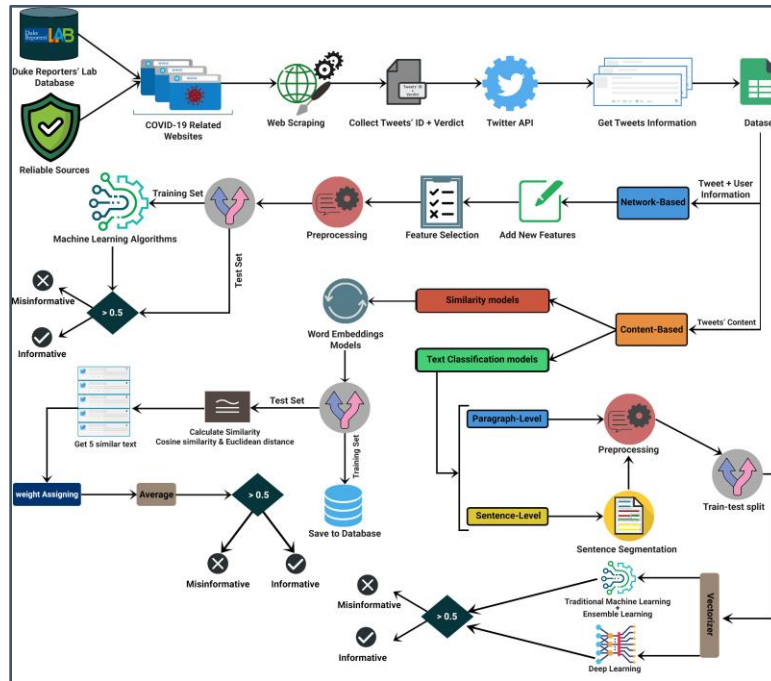 Duke
Reporters'
LAB
Duke Reporters' Lab
Database
Reliable Sources
COVID-19 Related
Websites
Web Scraping
Tweets' ID +
Verdict
Collect Tweets' ID + Verdict
Twitter API
Get Tweets Information
Datase
Tweet + User
Information
Network-Based
Add New Features
Feature Selection
Preprocessing
Training Set
Machine Learning Algorithms
Test Set
Misinformative
> 0.5
Informative
Tweets' Content
Content-Based
Similarity models
Text Classification models
Word Embeddings
Models
Test Set
Training Set
Calculate Similarity
Cosine similarity & Euclidean distance
Get 5 similar text
weight Assigning
Average
> 0.5
Misinformative
Informative
Save to Database
Paragraph-Level
Preprocessing
Sentence-Level
Sentence Segmentation
Train-test split
Vectorizer
Traditional Machine Learning
+
Ensemble Learning
Deep Learning
> 0.5
Misinformative
Informative